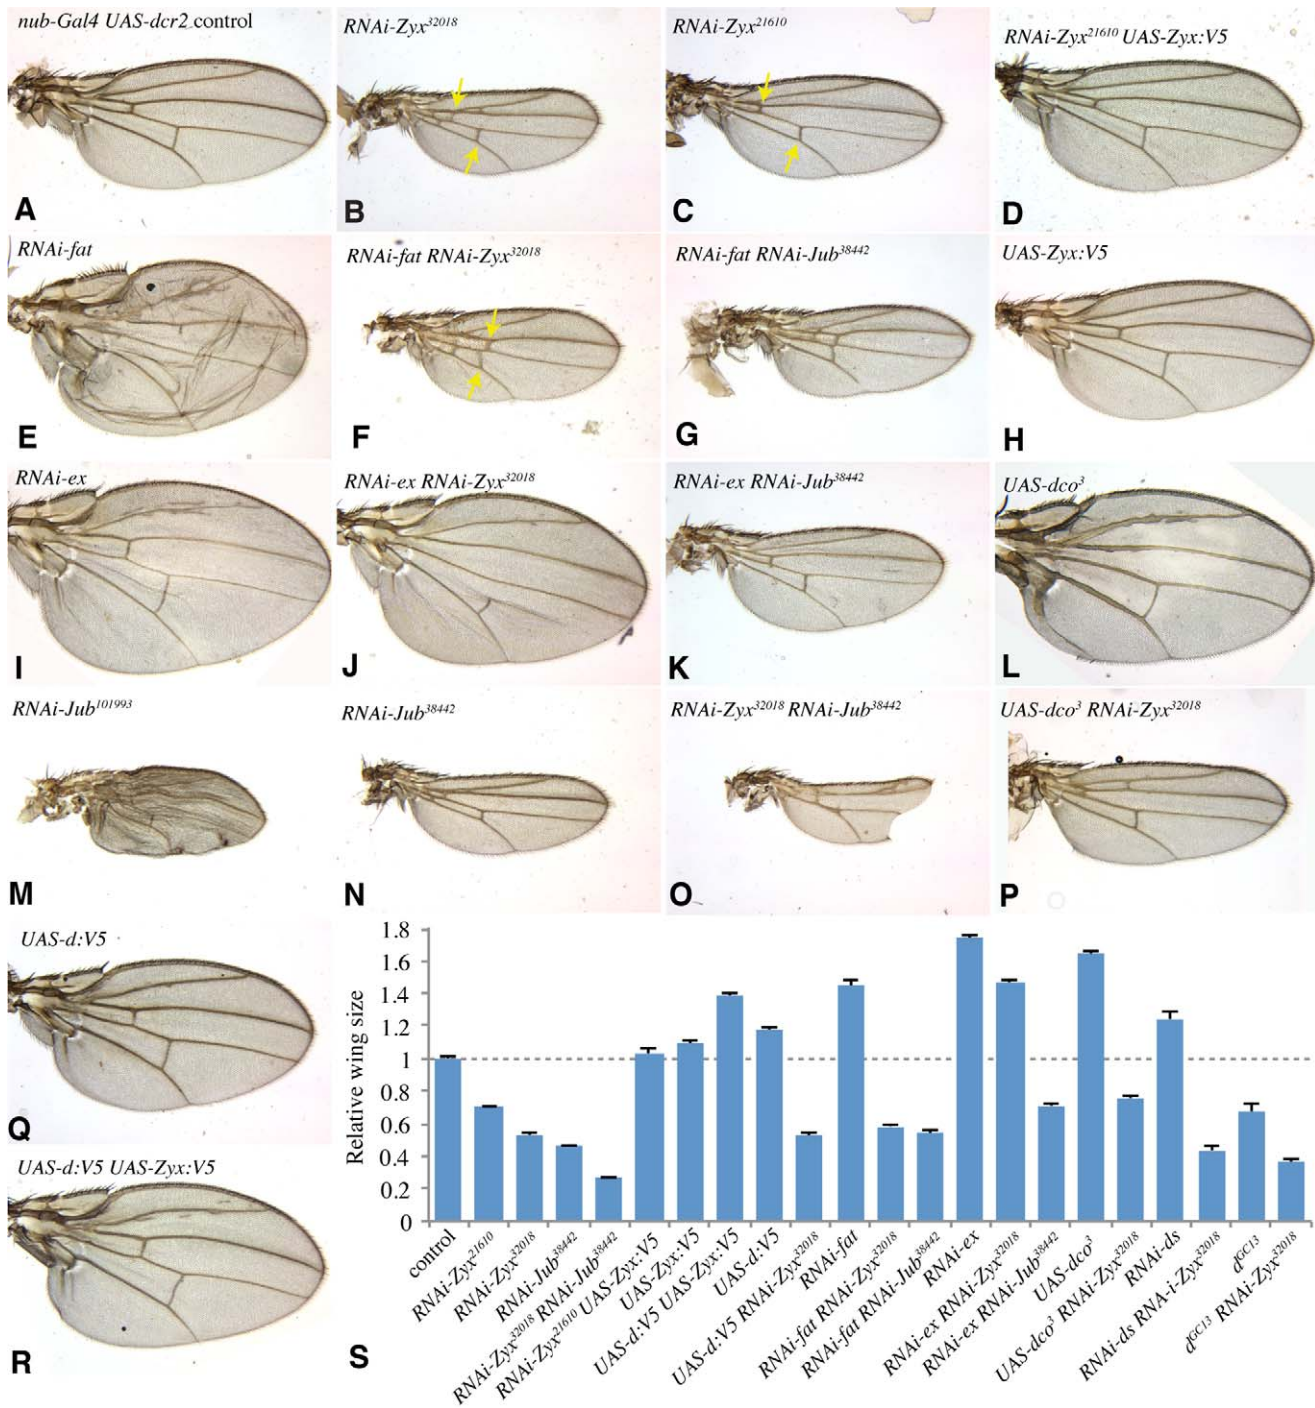 nub-Gal4 UAS-dcr2 control
A
RNAi-Zyx³²⁰¹⁸
B
RNAi-Zyx²¹⁶¹⁰
C
RNAi-Zyx²¹⁶¹⁰ UAS-Zyx:V5
D
RNAi-fat
E
RNAi-fat RNAi-Zyx³²⁰¹⁸
F
RNAi-fat RNAi-Jub³⁸⁴⁴²
G
UAS-Zyx:V5
H
RNAi-ex
I
RNAi-ex RNAi-Zyx³²⁰¹⁸
J
RNAi-ex RNAi-Jub³⁸⁴⁴²
K
UAS-dco³
L
RNAi-Jub¹⁰¹⁹⁹³
M
RNAi-Jub³⁸⁴⁴²
N
RNAi-Zyx³²⁰¹⁸ RNAi-Jub³⁸⁴⁴²
O
UAS-dco³ RNAi-Zyx³²⁰¹⁸
P
UAS-d:V5
Q
UAS-d:V5 UAS-Zyx:V5
R
S
Relative wing size
1.8
1.6
1.4
1.2
1
0.8
0.6
0.4
0.2
0
control
RNAi-Zyx²¹⁶¹⁰
RNAi-Zyx³²⁰¹⁸
RNAi-Jub³⁸⁴⁴²
RNAi-Zyx³²⁰¹⁸ RNAi-Jub³⁸⁴⁴²
RNAi-Zyx²¹⁶¹⁰ UAS-Zyx:V5
UAS-Zyx:V5
UAS-d:V5 UAS-Zyx:V5
UAS-d:V5
UAS-d:V5 RNAi-Zyx³²⁰¹⁸
RNAi-fat
RNAi-fat RNAi-Zyx³²⁰¹⁸
RNAi-fat RNAi-Jub³⁸⁴⁴²
RNAi-ex
RNAi-ex RNAi-Zyx³²⁰¹⁸
RNAi-ex RNAi-Jub³⁸⁴⁴²
UAS-dco³
UAS-dco³ RNAi-Zyx³²⁰¹⁸
RNAi-ds
RNAi-ds RNA-i-Zyx³²⁰¹⁸
dᴳᶜ¹³
dᴳᶜ¹³ RNAi-Zyx³²⁰¹⁸